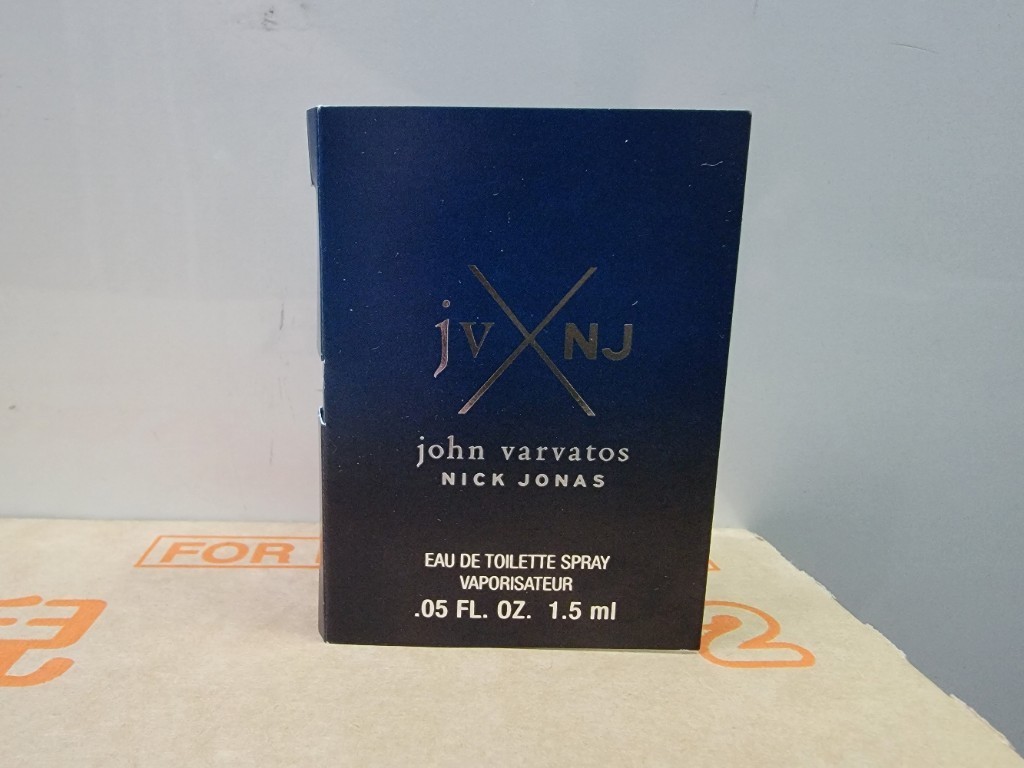 jv NJ
john varvatos
NICK JONAS
EAU DE TOILETTE SPRAY
VAPORISATEUR
.05 FL. OZ. 1.5 ml
FOR